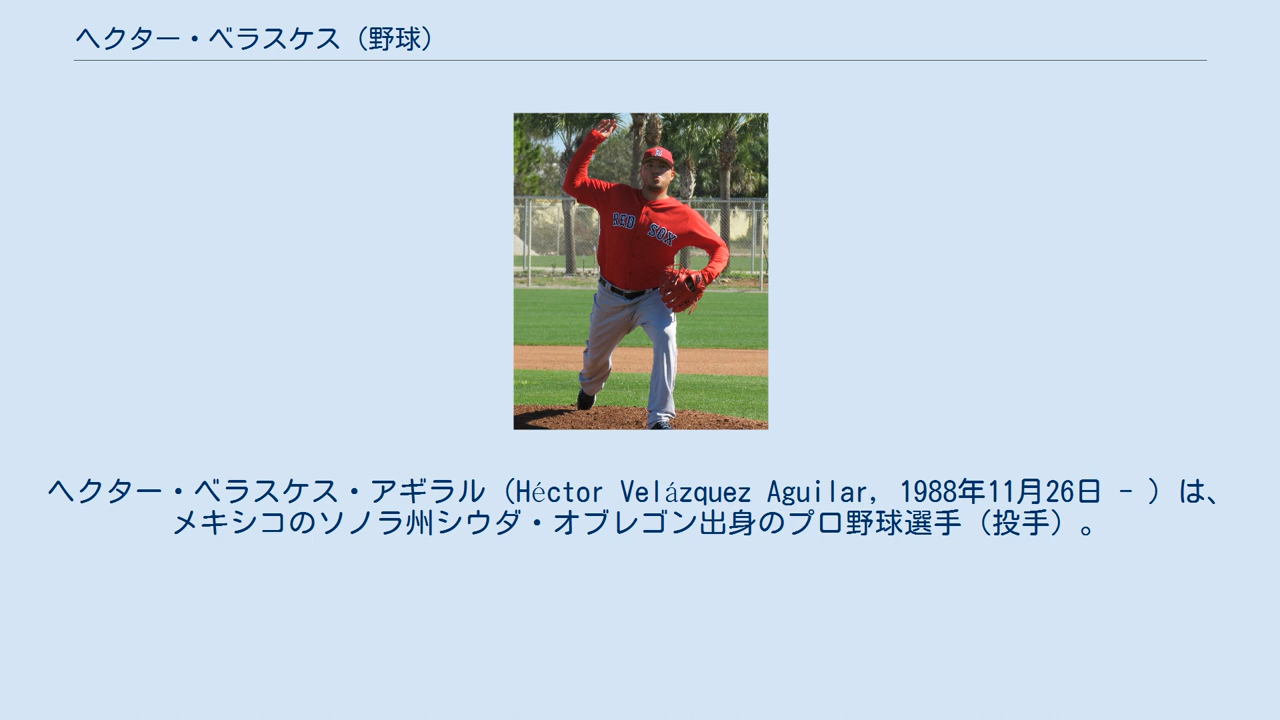 ヘクター・ベラスケス（野球）
RED SOX
ヘクター・ベラスケス・アギラル（Héctor Velázquez Aguilar, 1988年11月26日 - ）は、
メキシコのソノラ州シウダ・オブレゴン出身のプロ野球選手（投手）。